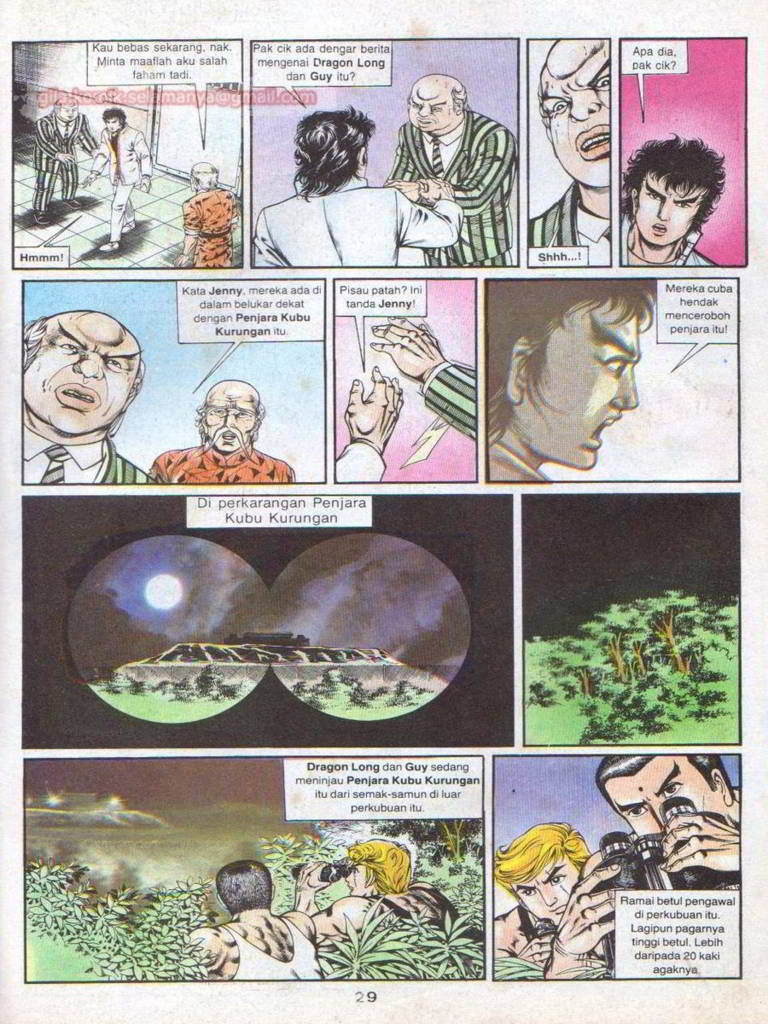 Kau bebas sekarang, nak.
Minta maaflah aku salah
faham tadi.
Hmmm!
Pak cik ada dengar berita
mengenai Dragon Long
dan Guy itu?
Shhh...!
Apa dia,
pak cik?
Kata Jenny, mereka ada di
dalam belukar dekat
dengan Penjara Kubu
Kurungan itu.
Pisau patah? Ini
tanda Jenny!
Mereka cuba
hendak
menceroboh
penjara itu!
Di perkarangan Penjara
Kubu Kurungan
Dragon Long dan Guy sedang
meninjau Penjara Kubu Kurungan
itu dari semak-samun di luar
perkubuan itu.
Ramai betul pengawal
di perkubuan itu.
Lagipun pagarnya
tinggi betul. Lebih
daripada 20 kaki
agaknya.
29